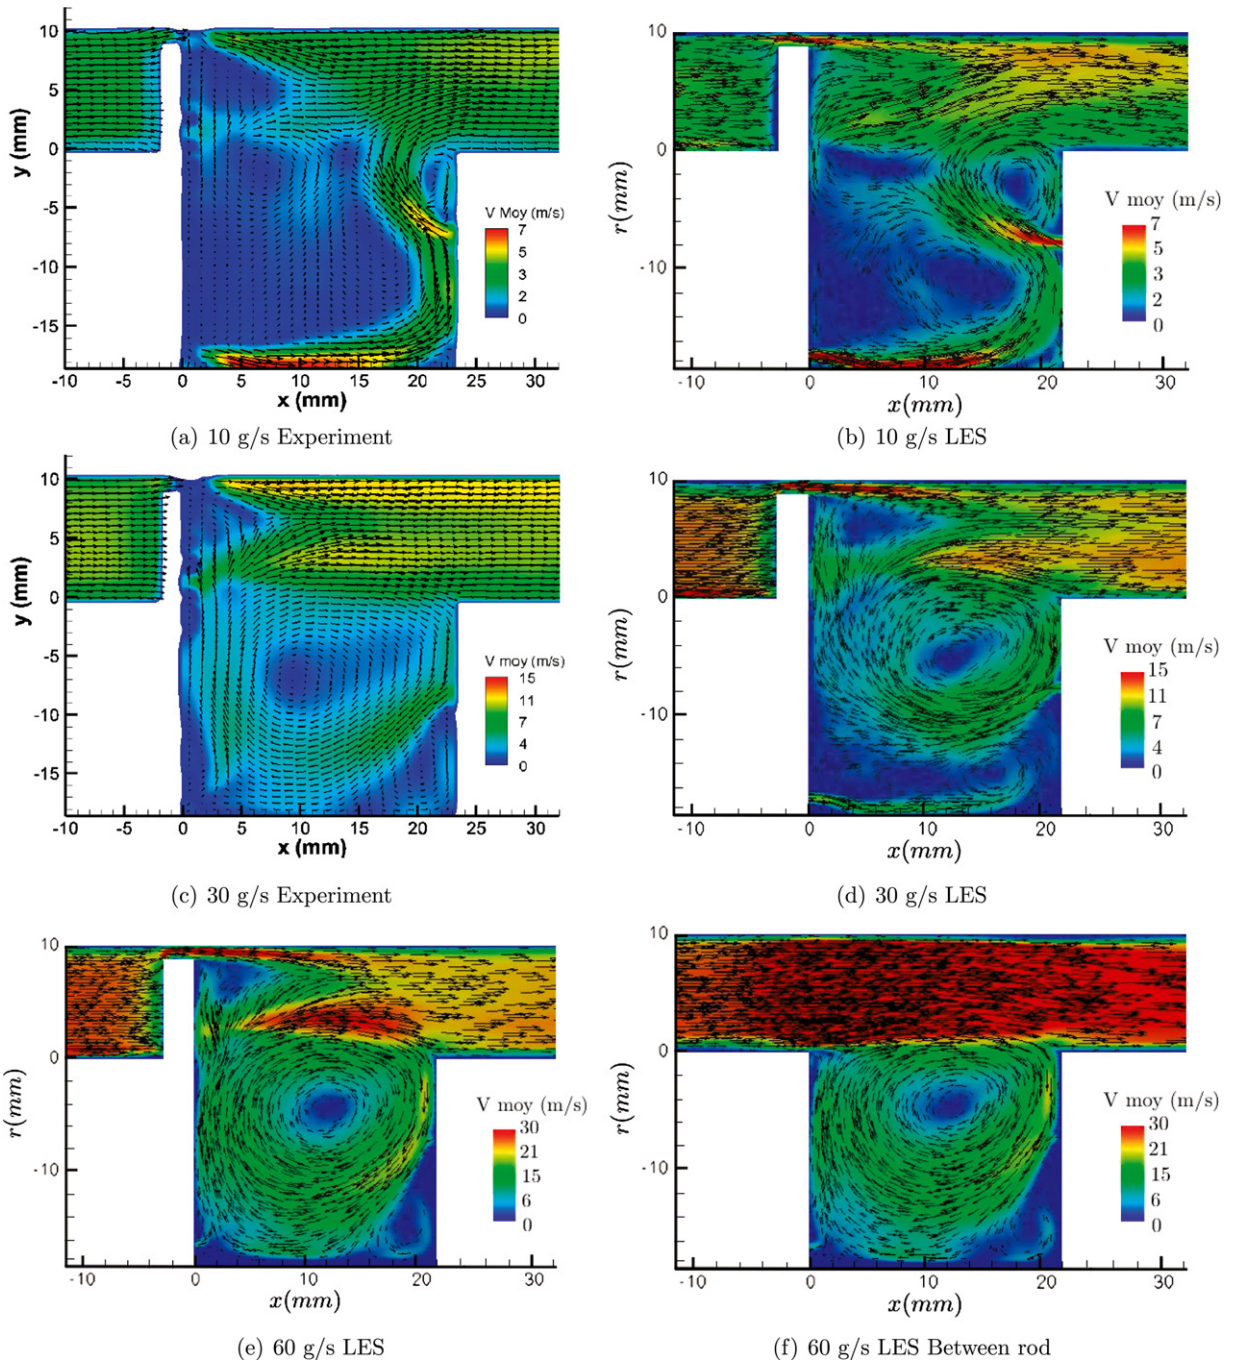 10
5
0
-5
-10
-15
y (mm)
V Moy (m/s)
7
5
3
2
0
-10 -5 0 5 10 15 20 25 30
x (mm)
(a) 10 g/s Experiment
10
0
-10
r(mm)
V moy (m/s)
7
5
3
2
0
-10 0 10 20 30
x(mm)
(b) 10 g/s LES
10
5
0
-5
-10
-15
y (mm)
V moy (m/s)
15
11
7
4
0
-10 -5 0 5 10 15 20 25 30
x (mm)
(c) 30 g/s Experiment
10
0
-10
r(mm)
V moy (m/s)
15
11
7
4
0
-10 0 10 20 30
x(mm)
(d) 30 g/s LES
10
0
-10
r(mm)
V moy (m/s)
30
21
15
6
0
-10 0 10 20 30
x(mm)
(e) 60 g/s LES
10
0
-10
r(mm)
V moy (m/s)
30
21
15
6
0
-10 0 10 20 30
x(mm)
(f) 60 g/s LES Between rod